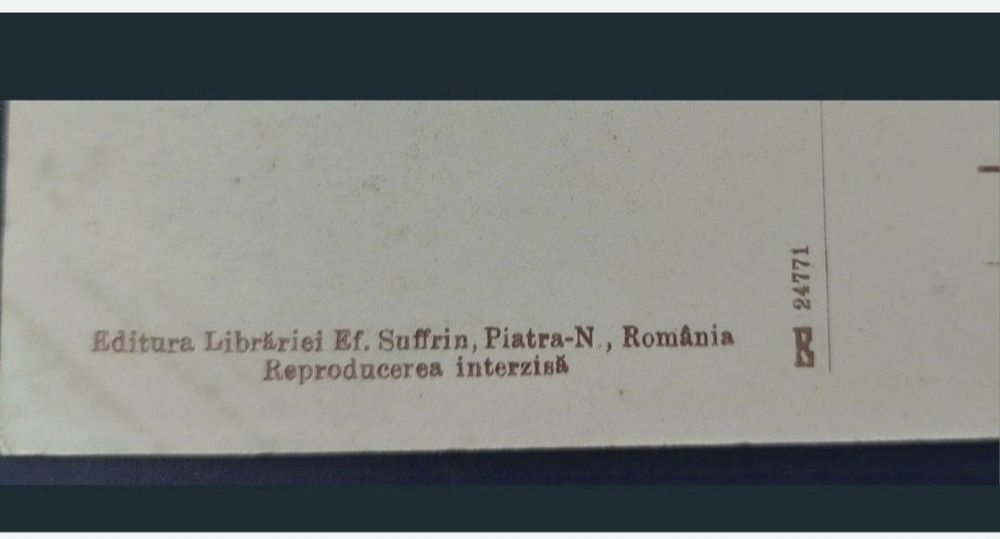 Editura Librăriei Ef. Suffrin, Piatra-N., România
Reproducerea interzisă
24771